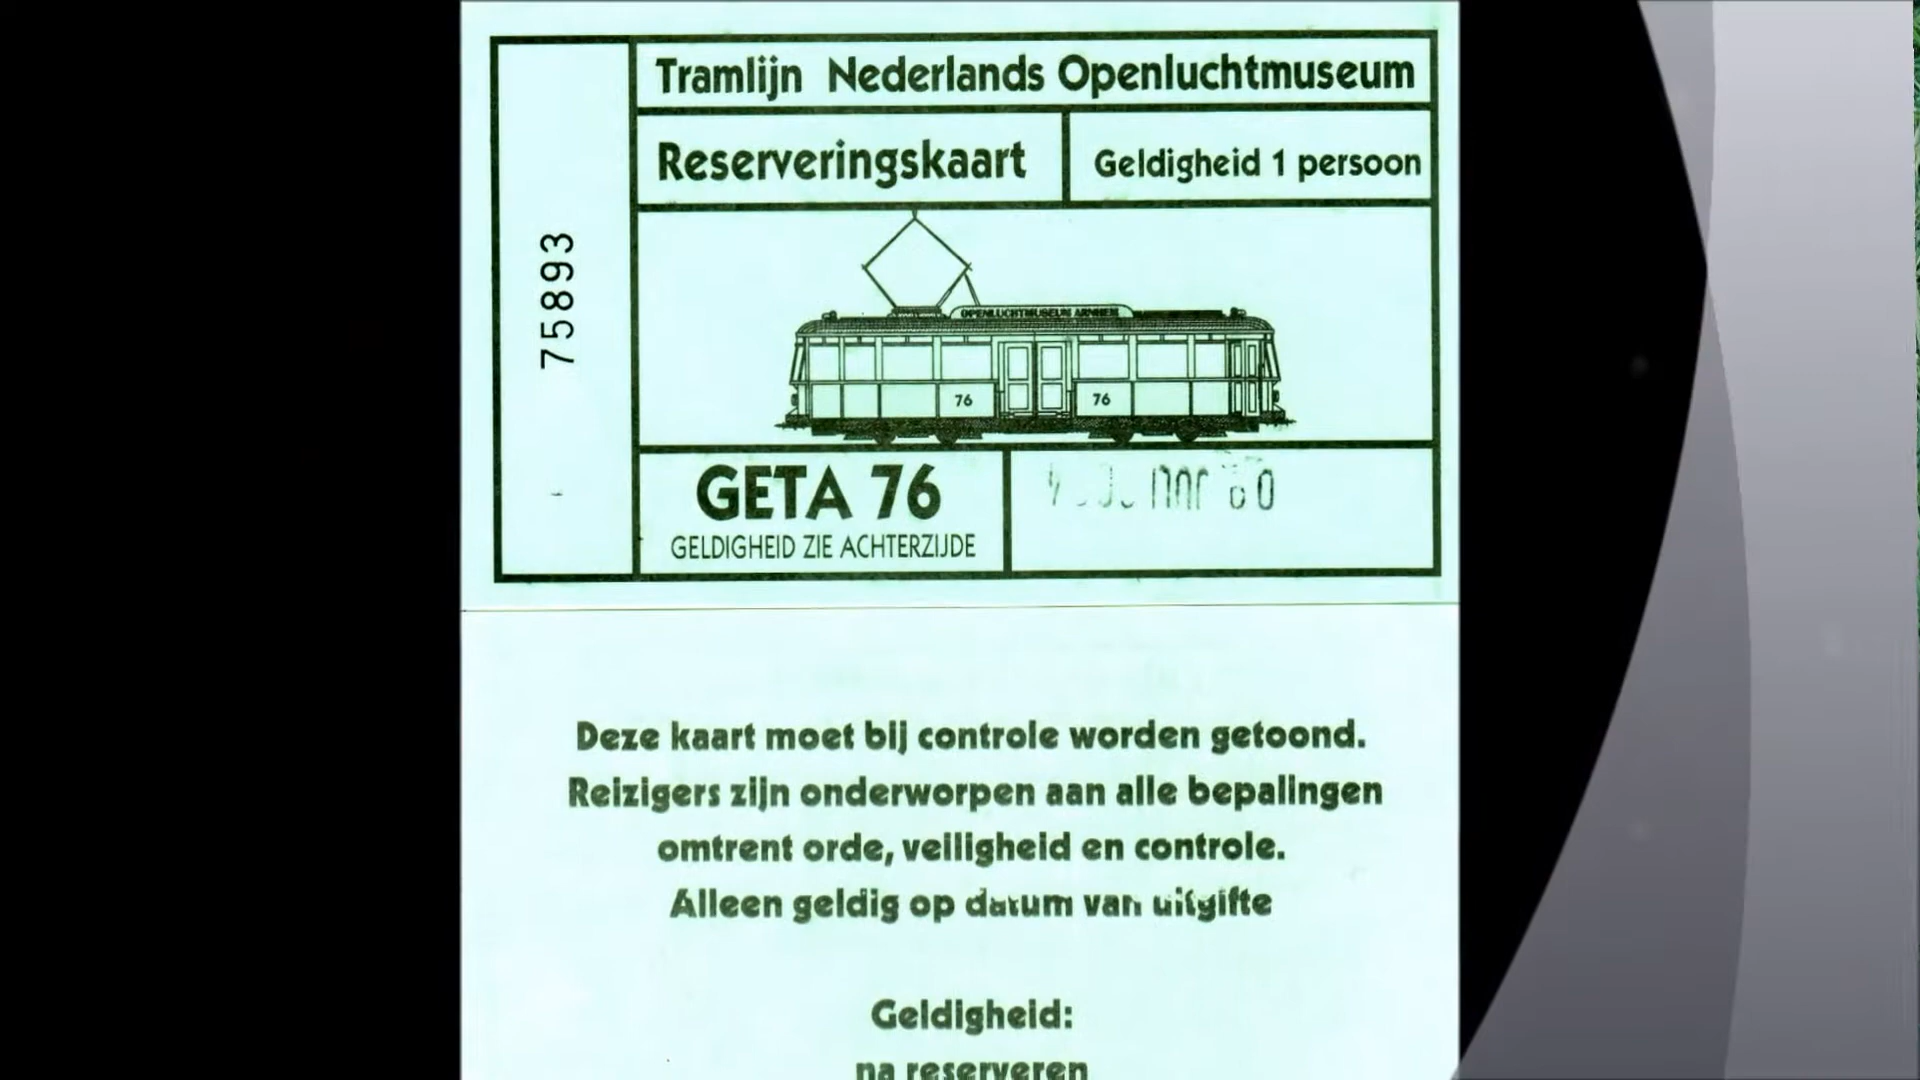 Tramlijn Nederlands Openluchtmuseum
Reserveringskaart
Geldigheid 1 persoon
75893
OPENLUCHTMUSEUM ARNHEM
76 76
GETA 76
GELDIGHEID ZIE ACHTERZIJDE
Deze kaart moet bij controle worden getoond.
Reizigers zijn onderworpen aan alle bepalingen
omtrent orde, veiligheid en controle.
Alleen geldig op datum van uitgifte
Geldigheid:
na reserveren